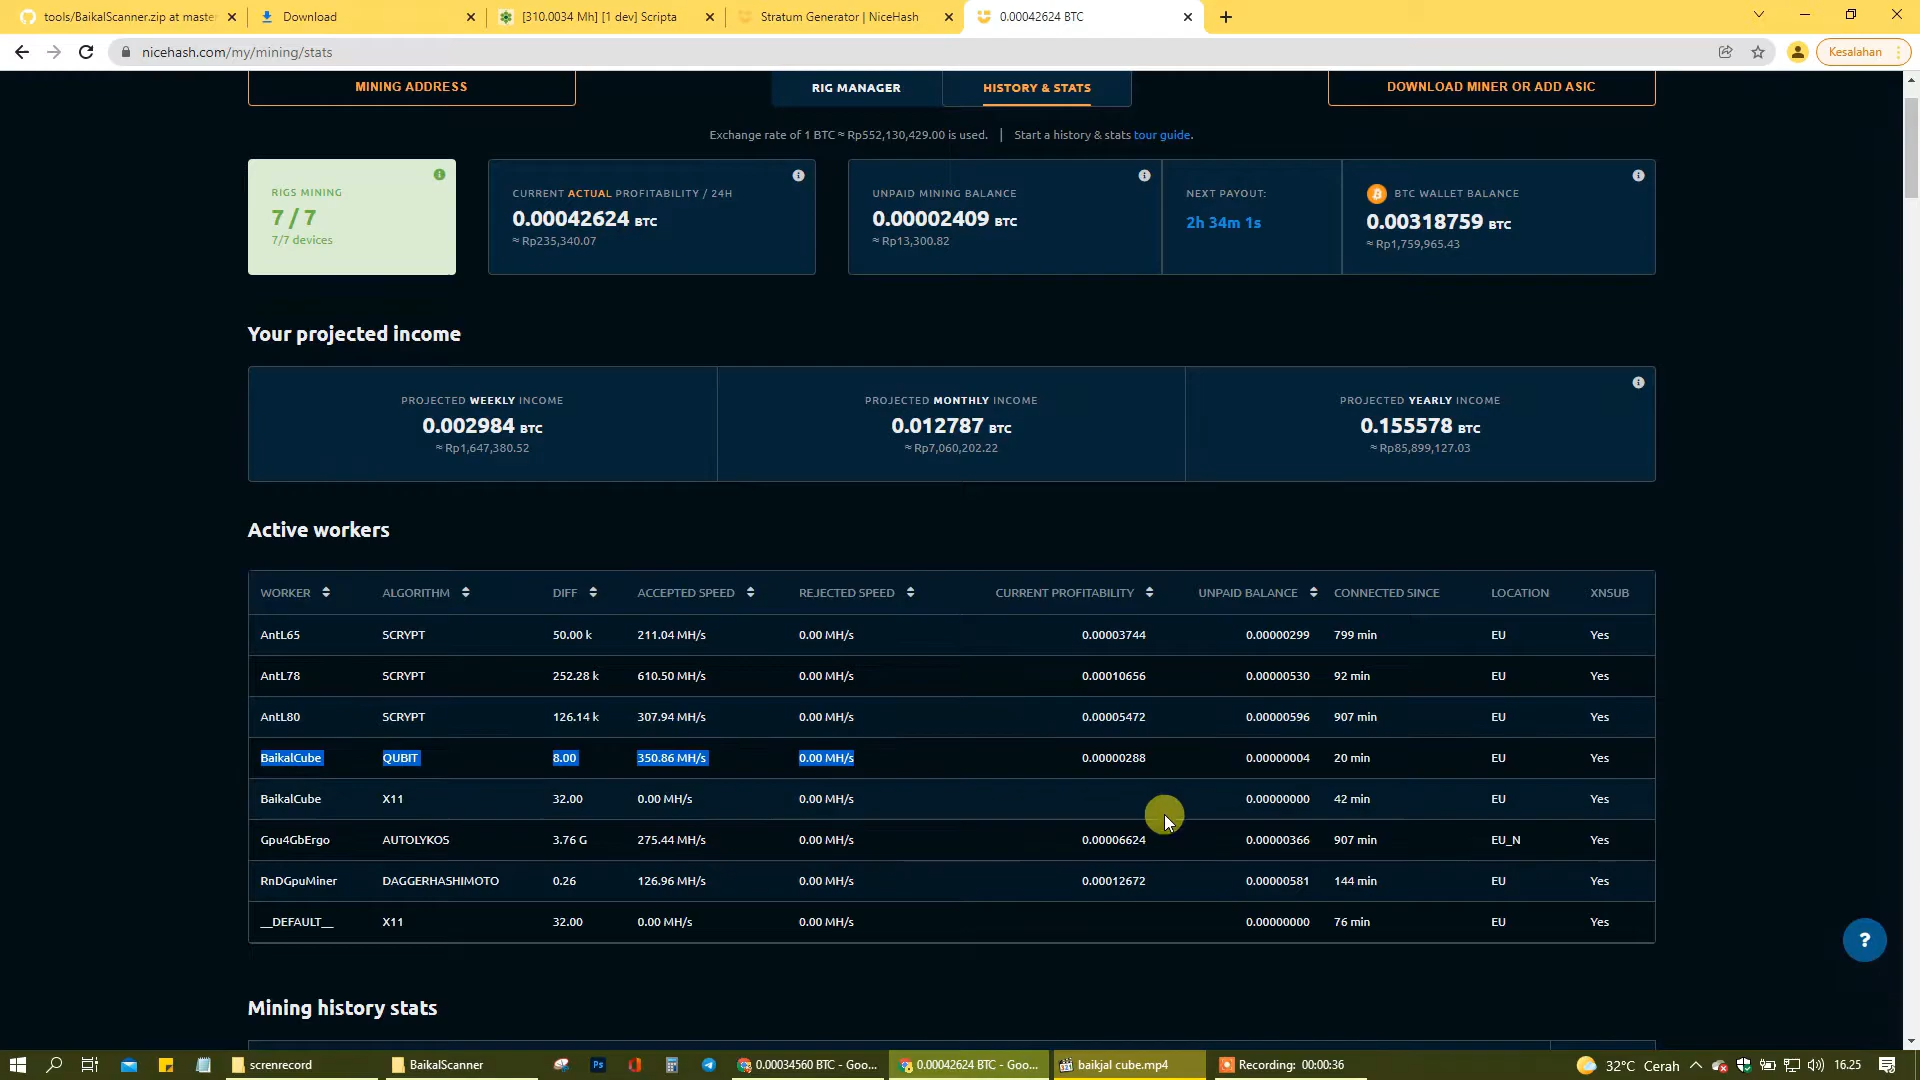 tools/BaikalScanner.zip at master
Download
[310.0034 Mh] [1 dev] Scripta
Stratum Generator | NiceHash
0.00042624 BTC
nicehash.com/my/mining/stats
Kesalahan
MINING ADDRESS
RIG MANAGER
HISTORY & STATS
DOWNLOAD MINER OR ADD ASIC
Exchange rate of 1 BTC ≈ Rp552,130,429.00 is used. | Start a history & stats tour guide.
RIGS MINING
7 / 7
7/7 devices
CURRENT ACTUAL PROFITABILITY / 24H
0.00042624 BTC
≈ Rp235,340.07
UNPAID MINING BALANCE
0.00002409 BTC
≈ Rp13,300.82
NEXT PAYOUT:
2h 34m 1s
BTC WALLET BALANCE
0.00318759 BTC
≈ Rp1,759,965.43
Your projected income
PROJECTED WEEKLY INCOME
0.002984 BTC
≈ Rp1,647,380.52
PROJECTED MONTHLY INCOME
0.012787 BTC
≈ Rp7,060,202.22
PROJECTED YEARLY INCOME
0.155578 BTC
≈ Rp85,899,127.03
Active workers
WORKER ALGORITHM DIFF ACCEPTED SPEED REJECTED SPEED CURRENT PROFITABILITY UNPAID BALANCE CONNECTED SINCE LOCATION XNSUB
AntL65 SCRYPT 50.00 k 211.04 MH/s 0.00 MH/s 0.00003744 0.00000299 799 min EU Yes
AntL78 SCRYPT 252.28 k 610.50 MH/s 0.00 MH/s 0.00010656 0.00000530 92 min EU Yes
AntL80 SCRYPT 126.14 k 307.94 MH/s 0.00 MH/s 0.00005472 0.00000596 907 min EU Yes
BaikalCube QUBIT 8.00 350.86 MH/s 0.00 MH/s 0.00000288 0.00000004 20 min EU Yes
BaikalCube X11 32.00 0.00 MH/s 0.00 MH/s 0.00000000 42 min EU Yes
Gpu4GbErgo AUTOLYKOS 3.76 G 275.44 MH/s 0.00 MH/s 0.00006624 0.00000366 907 min EU_N Yes
RnDGpuMiner DAGGERHASHIMOTO 0.26 126.96 MH/s 0.00 MH/s 0.00012672 0.00000581 144 min EU Yes
__DEFAULT__ X11 32.00 0.00 MH/s 0.00 MH/s 0.00000000 76 min EU Yes
?
Mining history stats
screnrecord
BaikalScanner
Ps
0.00034560 BTC - Goo...
0.00042624 BTC - Goo...
baikjal cube.mp4
Recording: 00:00:36
32°C Cerah
16.25